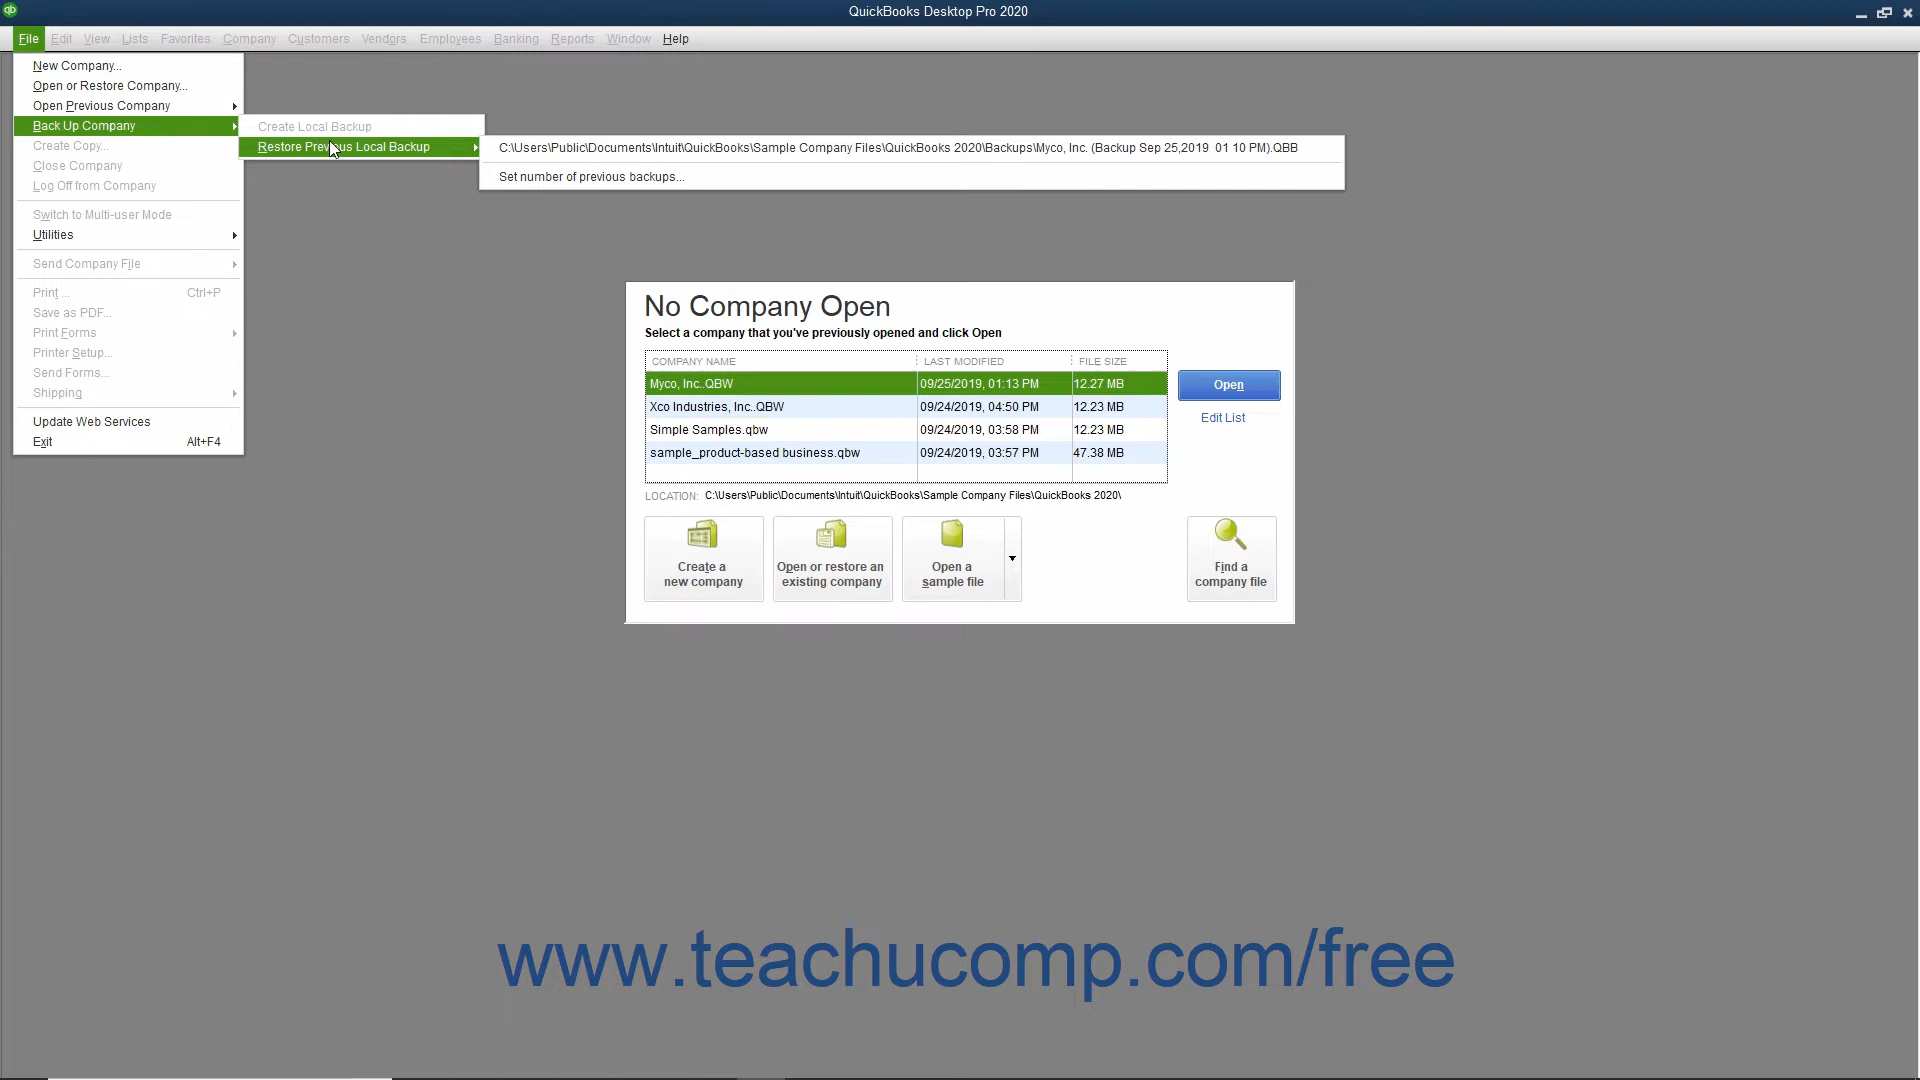 QuickBooks Desktop Pro 2020
File Edit View Lists Favorites Company Customers Vendors Employees Banking Reports Window Help
New Company...
Open or Restore Company...
Open Previous Company
Back Up Company
Create Local Backup
Restore Previous Local Backup
C:\Users\Public\Documents\Intuit\QuickBooks\Sample Company Files\QuickBooks 2020\Backups\Myco, Inc. (Backup Sep 25,2019 01 10 PM).QBB
Set number of previous backups...
Create Copy...
Close Company
Log Off from Company
Switch to Multi-user Mode
Utilities
Send Company File
Print ... Ctrl+P
Save as PDF...
Print Forms
Printer Setup...
Send Forms...
Shipping
Update Web Services
Exit Alt+F4
No Company Open
Select a company that you've previously opened and click Open
COMPANY NAME LAST MODIFIED FILE SIZE
Myco, Inc..QBW 09/25/2019, 01:13 PM 12.27 MB
Xco Industries, Inc..QBW 09/24/2019, 04:50 PM 12.23 MB
Simple Samples.qbw 09/24/2019, 03:58 PM 12.23 MB
sample_product-based business.qbw 09/24/2019, 03:57 PM 47.38 MB
Open
Edit List
LOCATION: C:\Users\Public\Documents\Intuit\QuickBooks\Sample Company Files\QuickBooks 2020\
Create a
new company
Open or restore an
existing company
Open a
sample file
Find a
company file
www.teachucomp.com/free